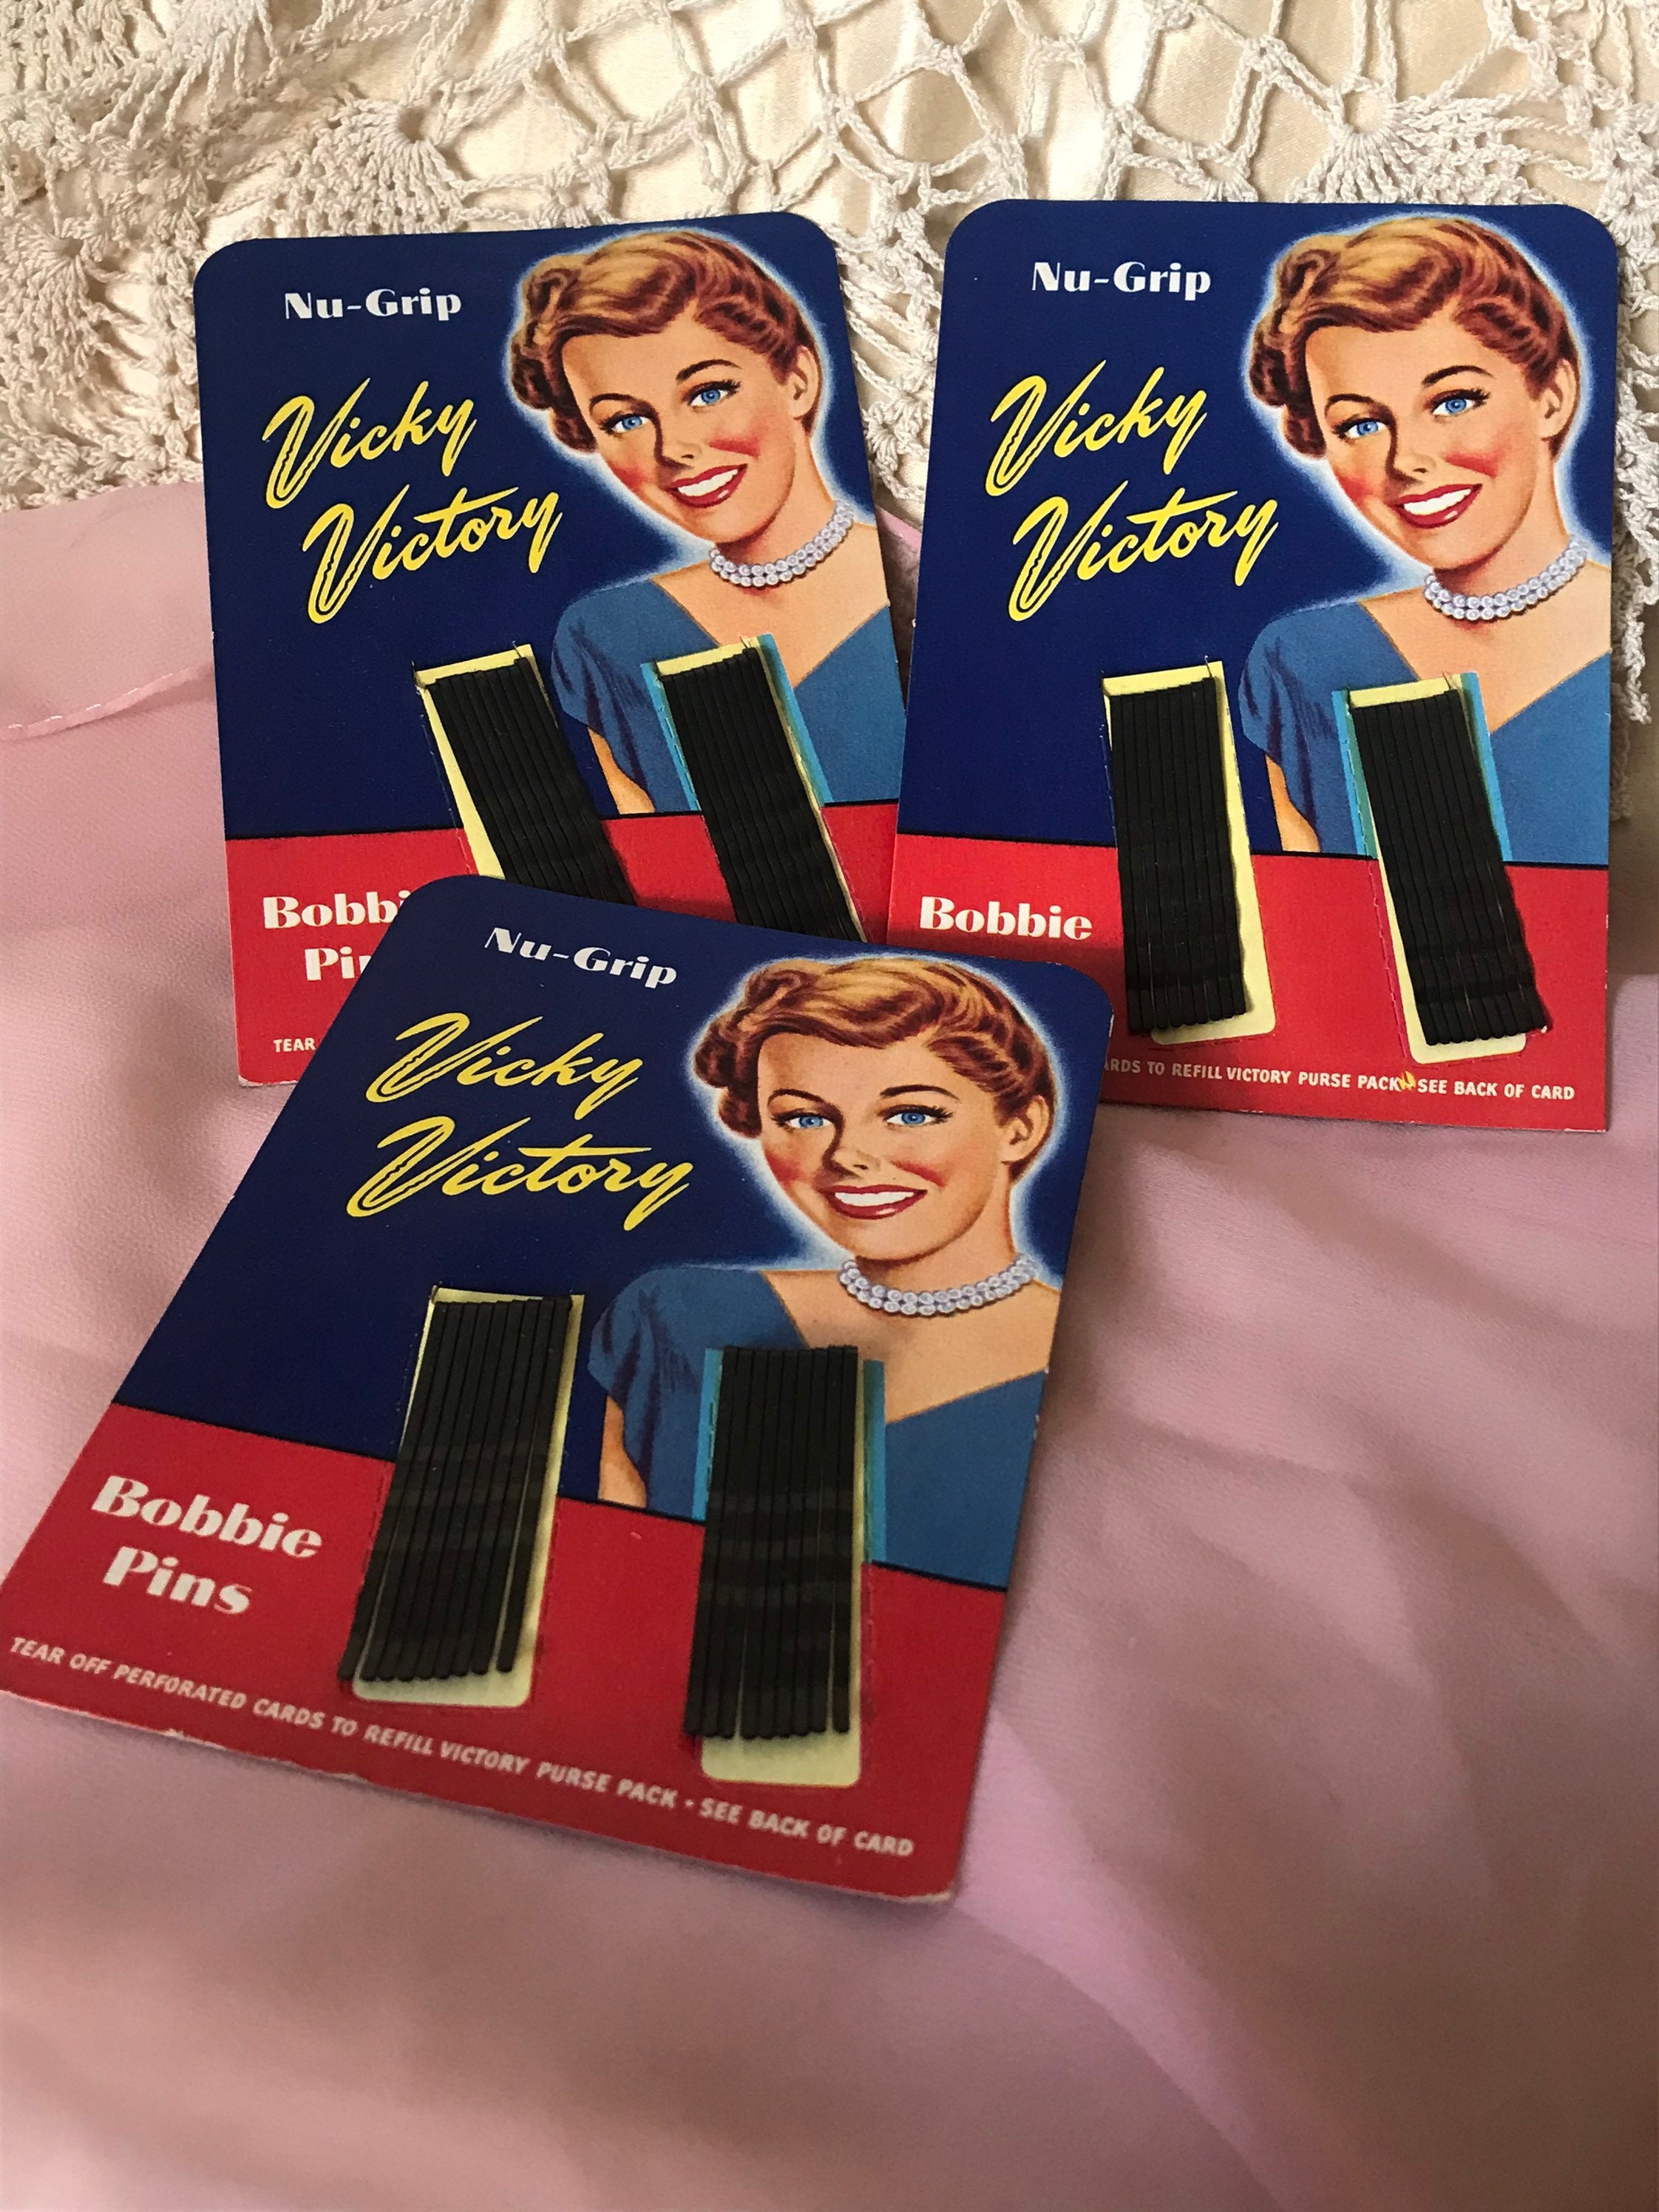 Nu-Grip
Vicky
Victory
Bobbi
Pin
TEAR
Nu-Grip
Vicky
Victory
Bobbie
ARDS TO REFILL VICTORY PURSE PACK SEE BACK OF CARD
Nu-Grip
Vicky
Victory
Bobbie
Pins
TEAR OFF PERFORATED CARDS TO REFILL VICTORY PURSE PACK • SEE BACK OF CARD